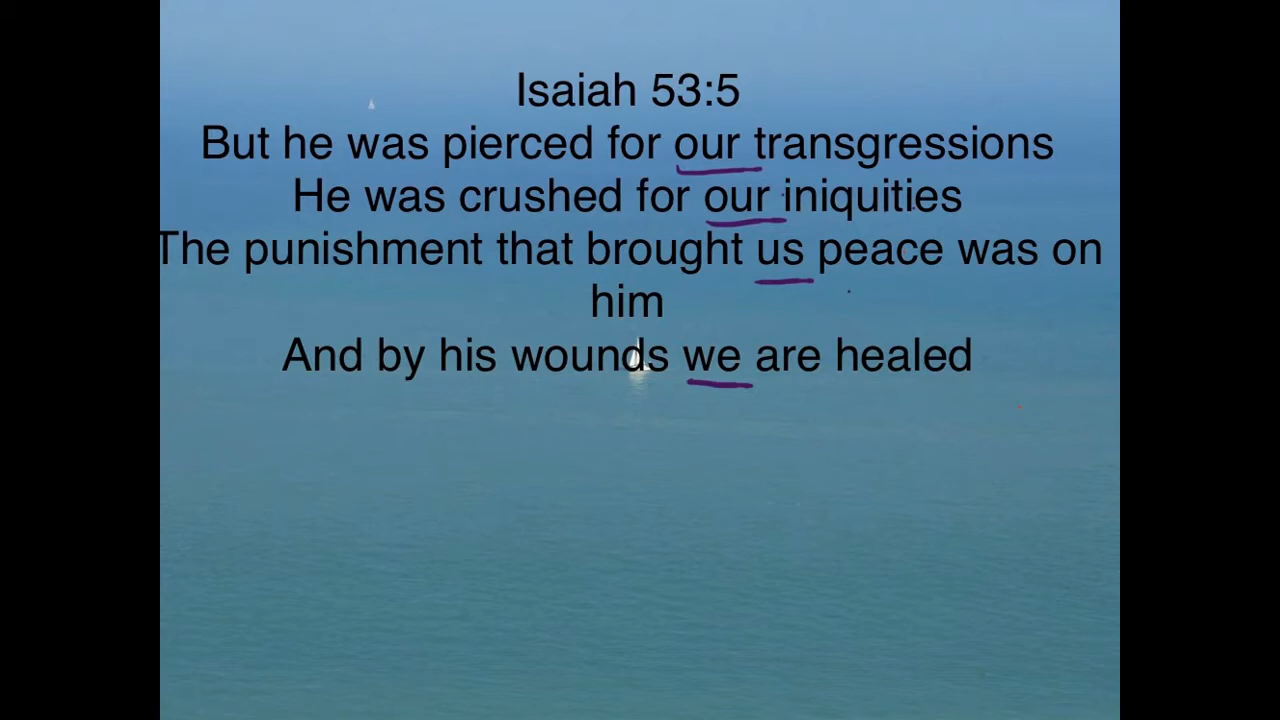 Isaiah 53:5
But he was pierced for our transgressions
He was crushed for our iniquities
The punishment that brought us peace was on
him
And by his wounds we are healed